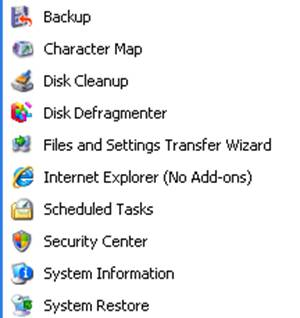 Backup
Character Map
Disk Cleanup
Disk Defragmenter
Files and Settings Transfer Wizard
Internet Explorer (No Add-ons)
Scheduled Tasks
Security Center
System Information
System Restore